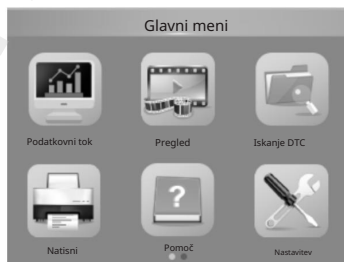 Glavni meni
Podatkovni tok
Pregled
Iskanje DTC
Natisni
Pomoč
Nastavitev